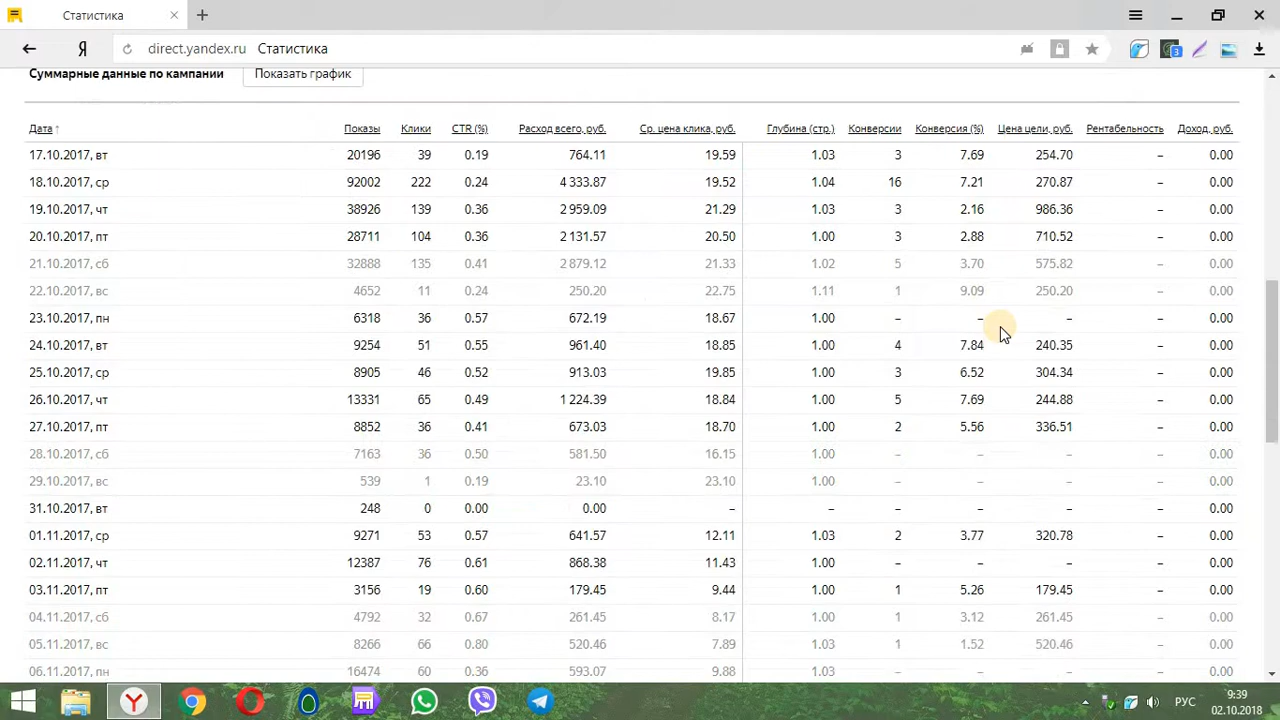 Статистика
Я direct.yandex.ru Статистика 3
Суммарные данные по кампании Показать график
Дата ↑ Показы Клики CTR (%) Расход всего, руб. Ср. цена клика, руб. Глубина (стр.) Конверсии Конверсия (%) Цена цели, руб. Рентабельность Доход, руб.
17.10.2017, вт 20196 39 0.19 764.11 19.59 1.03 3 7.69 254.70 – 0.00
18.10.2017, ср 92002 222 0.24 4 333.87 19.52 1.04 16 7.21 270.87 – 0.00
19.10.2017, чт 38926 139 0.36 2 959.09 21.29 1.03 3 2.16 986.36 – 0.00
20.10.2017, пт 28711 104 0.36 2 131.57 20.50 1.00 3 2.88 710.52 – 0.00
21.10.2017, сб 32888 135 0.41 2 879.12 21.33 1.02 5 3.70 575.82 – 0.00
22.10.2017, вс 4652 11 0.24 250.20 22.75 1.11 1 9.09 250.20 – 0.00
23.10.2017, пн 6318 36 0.57 672.19 18.67 1.00 – – – – 0.00
24.10.2017, вт 9254 51 0.55 961.40 18.85 1.00 4 7.84 240.35 – 0.00
25.10.2017, ср 8905 46 0.52 913.03 19.85 1.00 3 6.52 304.34 – 0.00
26.10.2017, чт 13331 65 0.49 1 224.39 18.84 1.00 5 7.69 244.88 – 0.00
27.10.2017, пт 8852 36 0.41 673.03 18.70 1.00 2 5.56 336.51 – 0.00
28.10.2017, сб 7163 36 0.50 581.50 16.15 1.00 – – – – 0.00
29.10.2017, вс 539 1 0.19 23.10 23.10 1.00 – – – – 0.00
31.10.2017, вт 248 0 0.00 0.00 – – – – – – 0.00
01.11.2017, ср 9271 53 0.57 641.57 12.11 1.03 2 3.77 320.78 – 0.00
02.11.2017, чт 12387 76 0.61 868.38 11.43 1.00 – – – – 0.00
03.11.2017, пт 3156 19 0.60 179.45 9.44 1.00 1 5.26 179.45 – 0.00
04.11.2017, сб 4792 32 0.67 261.45 8.17 1.00 1 3.12 261.45 – 0.00
05.11.2017, вс 8266 66 0.80 520.46 7.89 1.03 1 1.52 520.46 – 0.00
06.11.2017, пн 16474 60 0.36 593.07 9.88 1.03 – – – – 0.00
РУС 9:39
02.10.2018